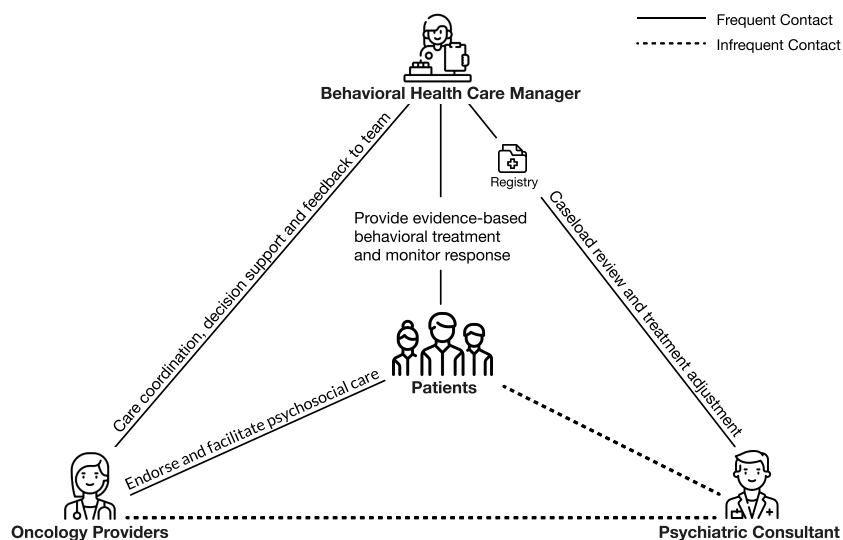 Frequent Contact
Infrequent Contact
Behavioral Health Care Manager
Registry
Care coordination, decision support and feedback to team
Provide evidence-based
behavioral treatment
and monitor response
Caseload review and treatment adjustment
Patients
Endorse and facilitate psychosocial care
Oncology Providers
Psychiatric Consultant